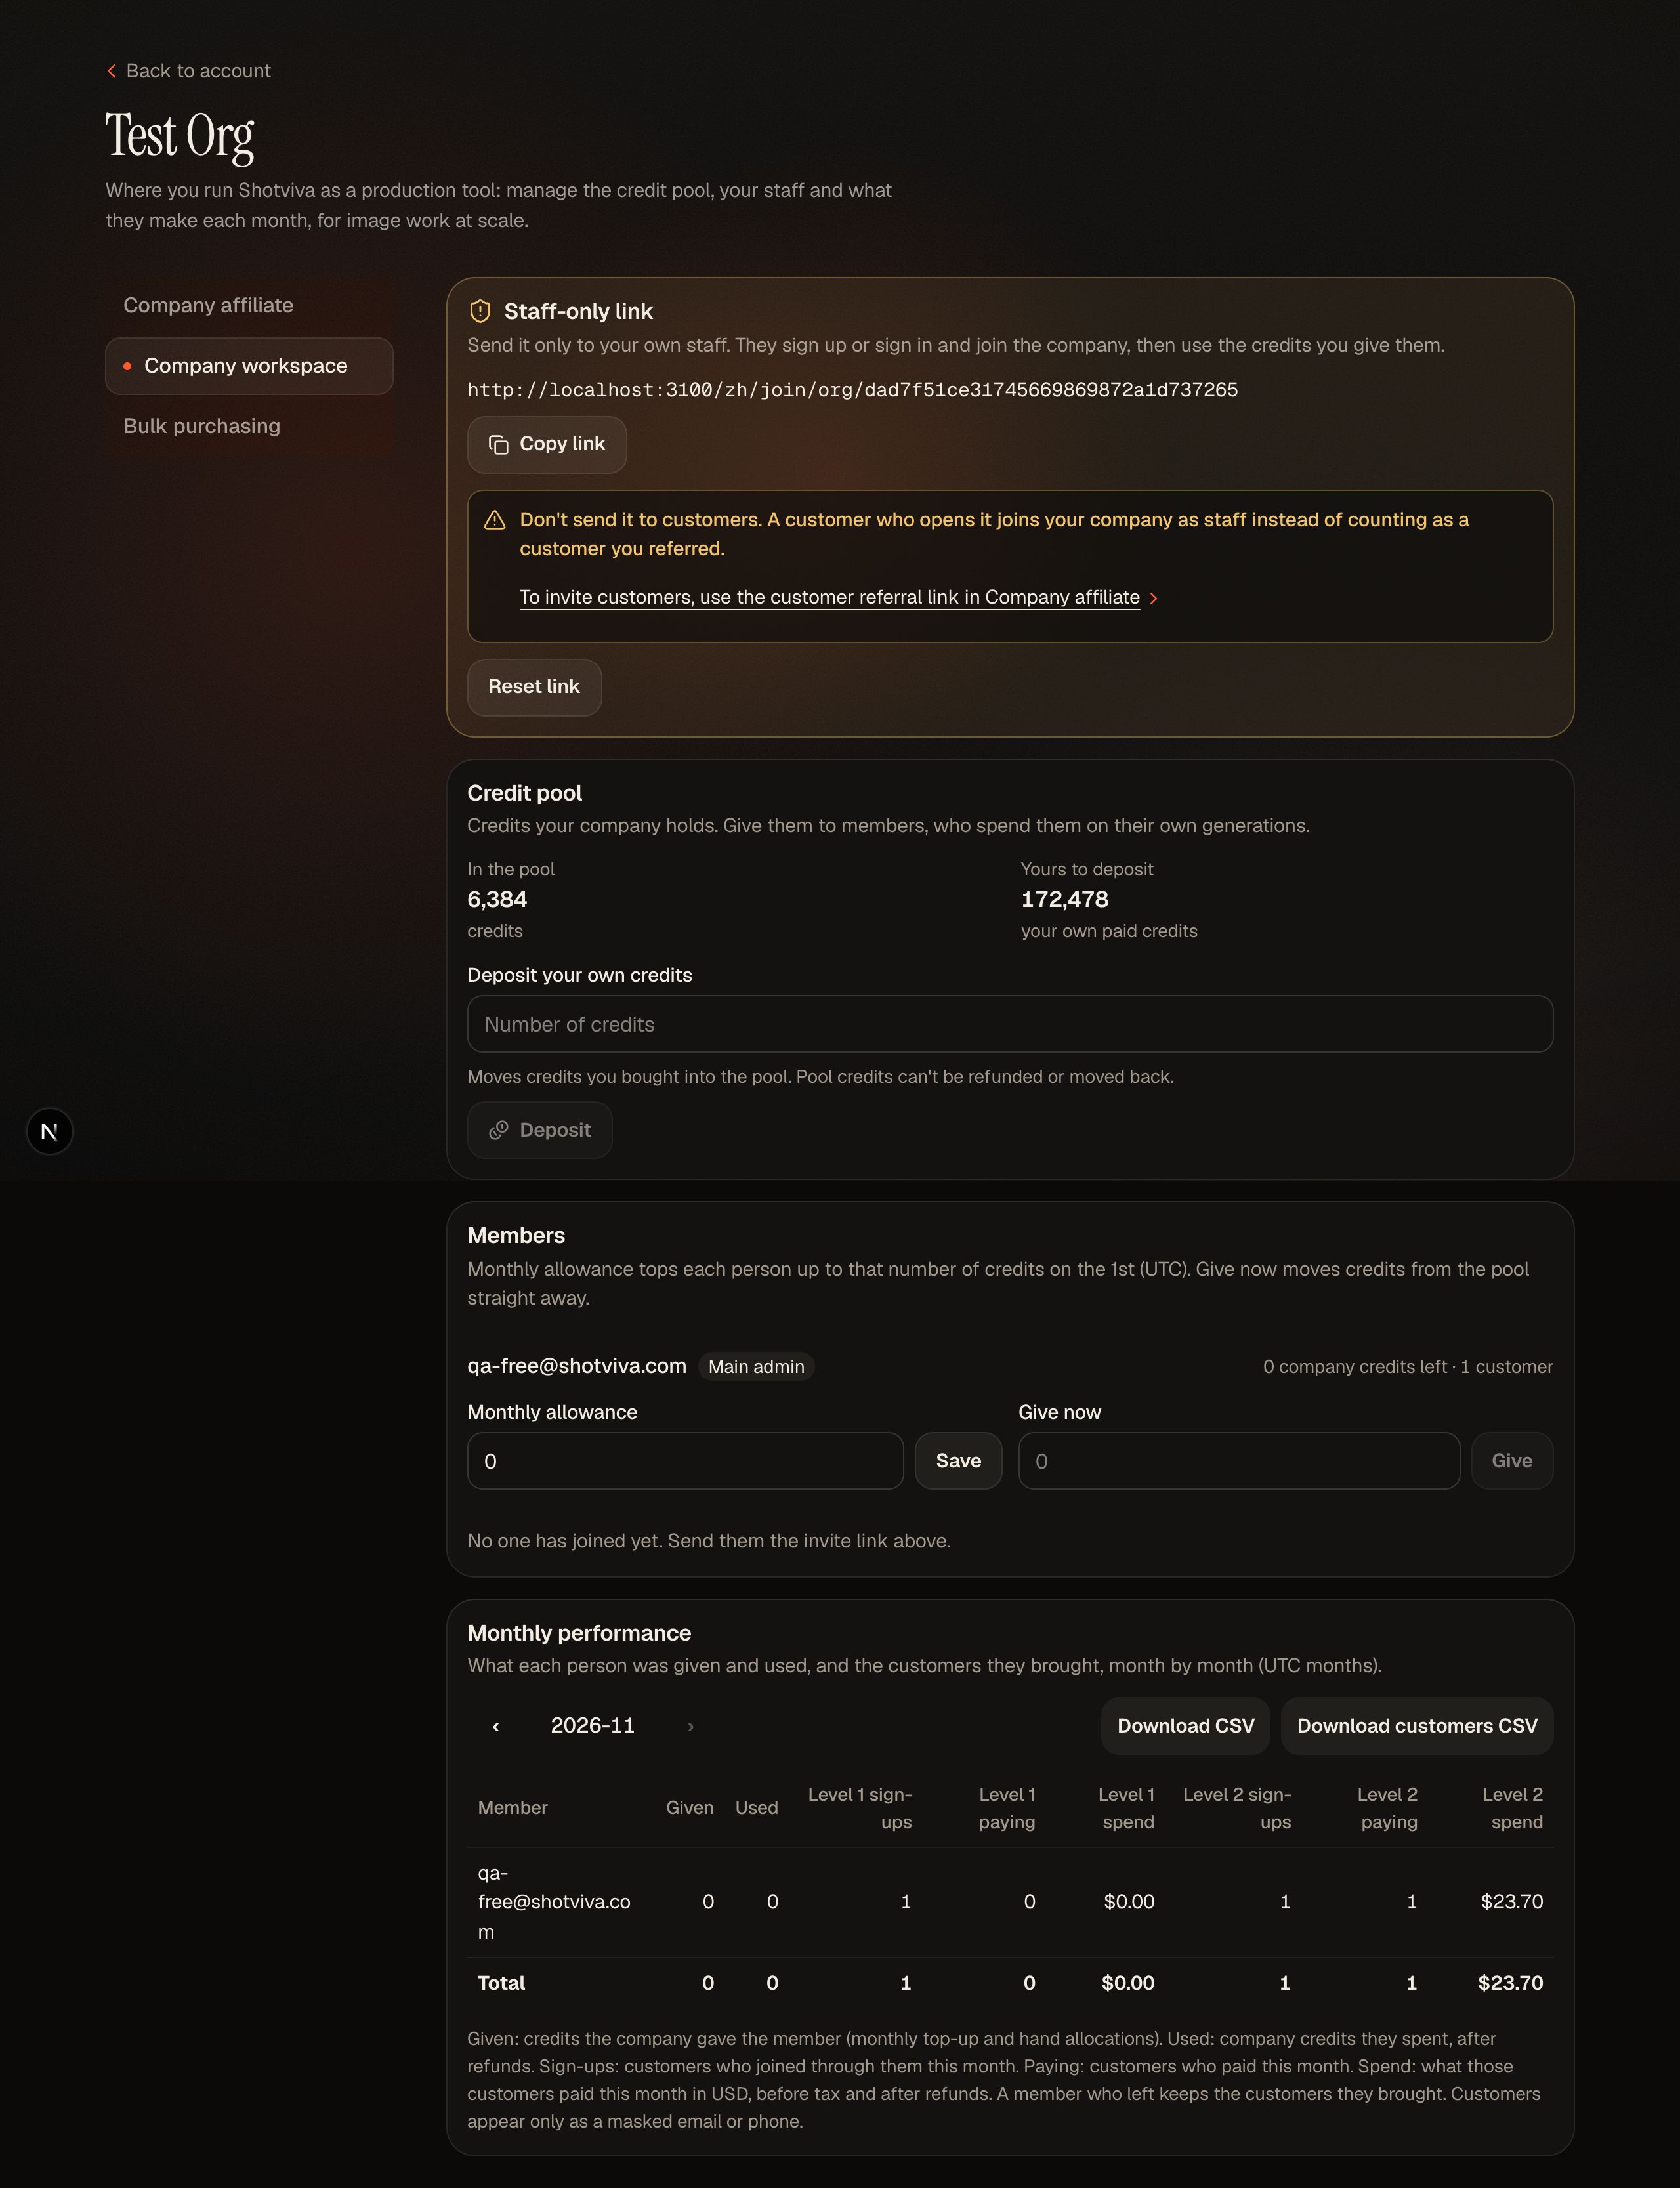 Back to account
Test Org
Where you run Shotviva as a production tool: manage the credit pool, your staff and what
they make each month, for image work at scale.
Company affiliate
Company workspace
Bulk purchasing
Staff-only link
Send it only to your own staff. They sign up or sign in and join the company, then use the credits you give them.
http://localhost:3100/zh/join/org/dad7f51ce31745669869872a1d737265
Copy link
Don't send it to customers. A customer who opens it joins your company as staff instead of counting as a
customer you referred.
To invite customers, use the customer referral link in Company affiliate
Reset link
Credit pool
Credits your company holds. Give them to members, who spend them on their own generations.
In the pool
6,384
credits
Yours to deposit
172,478
your own paid credits
Deposit your own credits
Number of credits
Moves credits you bought into the pool. Pool credits can't be refunded or moved back.
Deposit
N
Members
Monthly allowance tops each person up to that number of credits on the 1st (UTC). Give now moves credits from the pool
straight away.
qa-free@shotviva.com Main admin 0 company credits left · 1 customer
Monthly allowance Give now
0 Save 0 Give
No one has joined yet. Send them the invite link above.
Monthly performance
What each person was given and used, and the customers they brought, month by month (UTC months).
‹ 2026-11 › Download CSV Download customers CSV
Member Given Used Level 1 sign-ups Level 1 paying Level 1 spend Level 2 sign-ups Level 2 paying Level 2 spend
qa-
free@shotviva.co
m
0 0 1 0 $0.00 1 1 $23.70
Total 0 0 1 0 $0.00 1 1 $23.70
Given: credits the company gave the member (monthly top-up and hand allocations). Used: company credits they spent, after
refunds. Sign-ups: customers who joined through them this month. Paying: customers who paid this month. Spend: what those
customers paid this month in USD, before tax and after refunds. A member who left keeps the customers they brought. Customers
appear only as a masked email or phone.